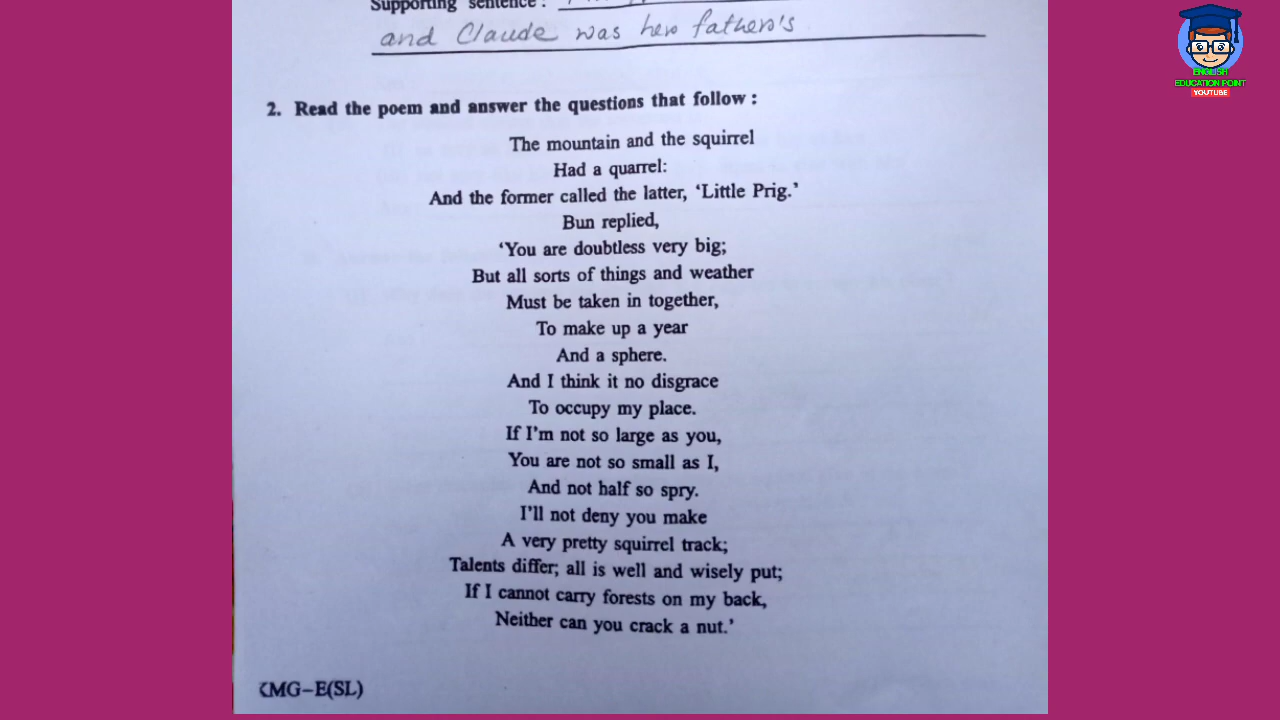 Supporting sentence :
and Claude was her father's
2. Read the poem and answer the questions that follow :
The mountain and the squirrel
Had a quarrel:
And the former called the latter, ‘Little Prig.’
Bun replied,
‘You are doubtless very big;
But all sorts of things and weather
Must be taken in together,
To make up a year
And a sphere.
And I think it no disgrace
To occupy my place.
If I’m not so large as you,
You are not so small as I,
And not half so spry.
I’ll not deny you make
A very pretty squirrel track;
Talents differ; all is well and wisely put;
If I cannot carry forests on my back,
Neither can you crack a nut.’
KMG–E(SL)
ENGLISH
EDUCATION POINT
YOUTUBE